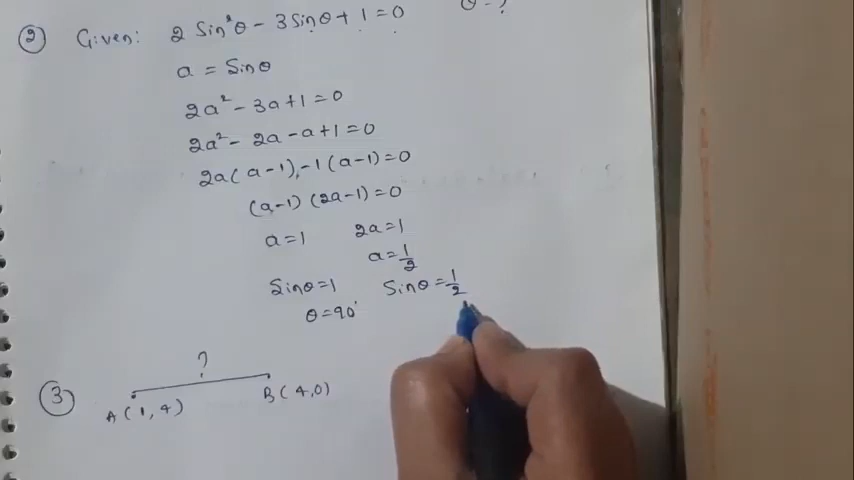 ② Given: 2 Sin²θ - 3 Sinθ + 1 = 0 θ - ?
a = Sinθ
2a² - 3a + 1 = 0
2a² - 2a - a + 1 = 0
2a(a-1), -1(a-1) = 0
(a-1) (2a-1) = 0
a = 1 2a = 1
a = 1/2
Sinθ = 1 Sinθ = 1/2
θ = 90°
?
③ A(1,4) B(4,0)